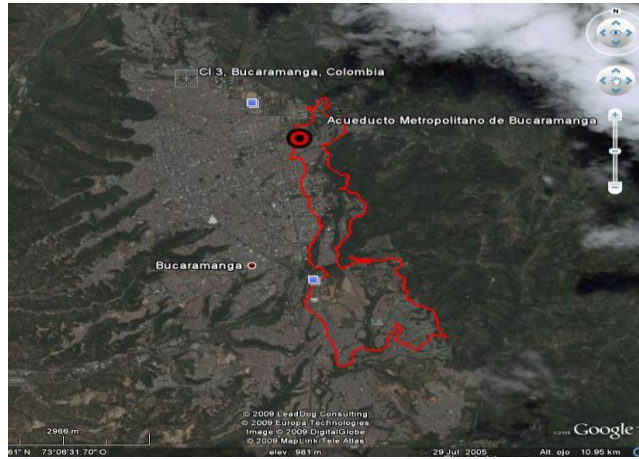 N
Cl 3, Bucaramanga, Colombia
Acueducto Metropolitano de Bucaramanga
Bucaramanga
© 2009 LeadDog Consulting
© 2009 Europa Technologies
Image © 2009 DigitalGlobe
© 2009 MapLink/Tele Atlas
©2009 Google
2966 m
61" N 73°06'31.70" O elev. 981 m 29 Jul, 2005 Alt. ojo 10.95 km